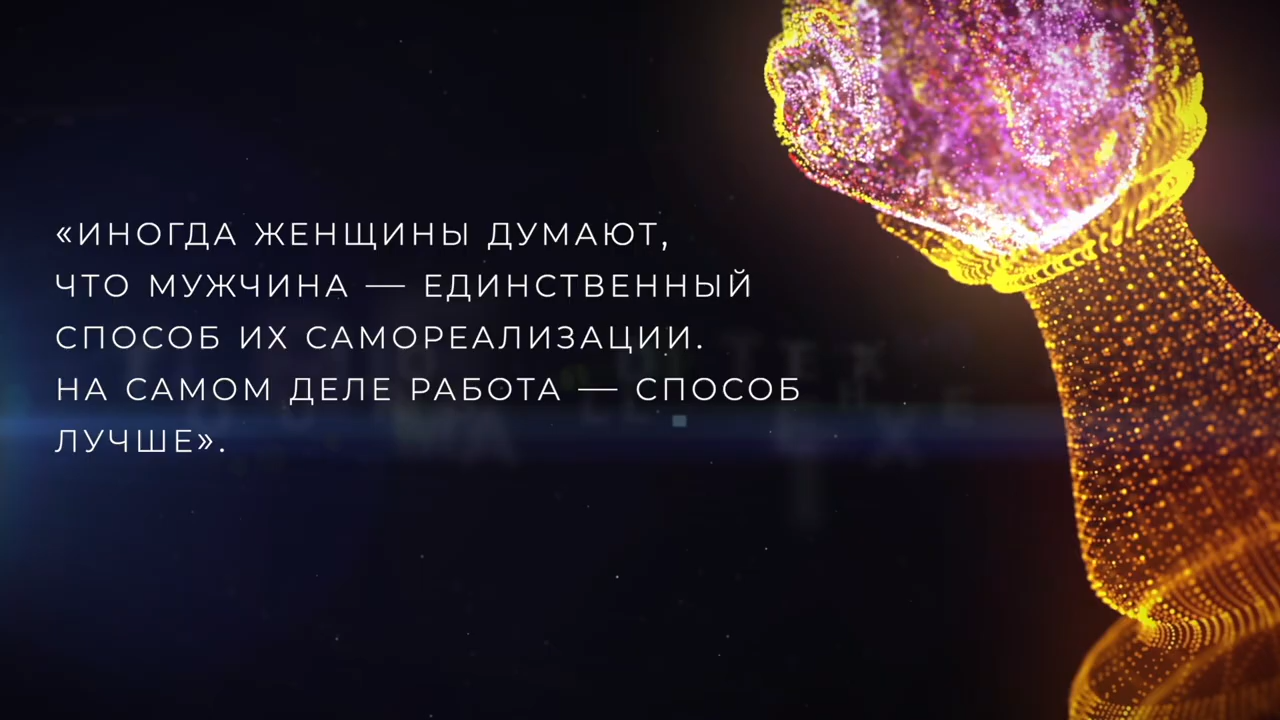 «ИНОГДА ЖЕНЩИНЫ ДУМАЮТ,
ЧТО МУЖЧИНА — ЕДИНСТВЕННЫЙ
СПОСОБ ИХ САМОРЕАЛИЗАЦИИ.
НА САМОМ ДЕЛЕ РАБОТА — СПОСОБ
ЛУЧШЕ».